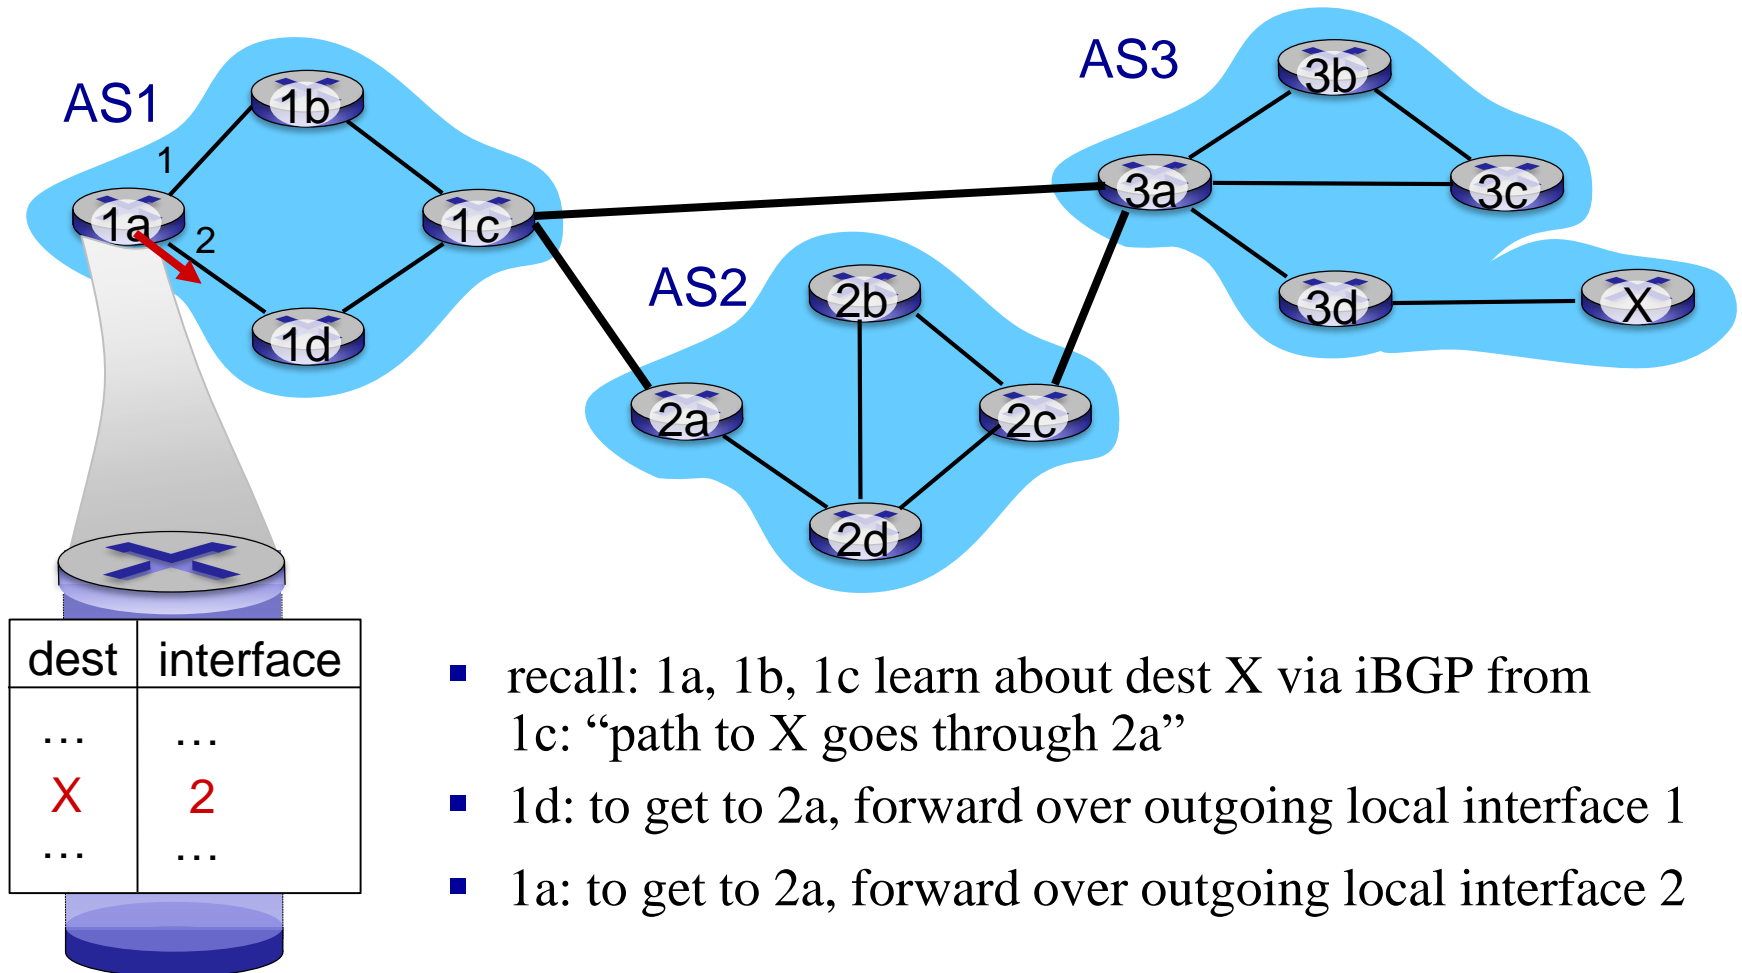 AS1
1b
1
1a
2
1c
1d
AS2
2b
2a
2c
2d
AS3
3b
3a
3c
3d
X
dest interface
... ...
X 2
... ...
▪ recall: 1a, 1b, 1c learn about dest X via iBGP from
1c: “path to X goes through 2a”
▪ 1d: to get to 2a, forward over outgoing local interface 1
▪ 1a: to get to 2a, forward over outgoing local interface 2